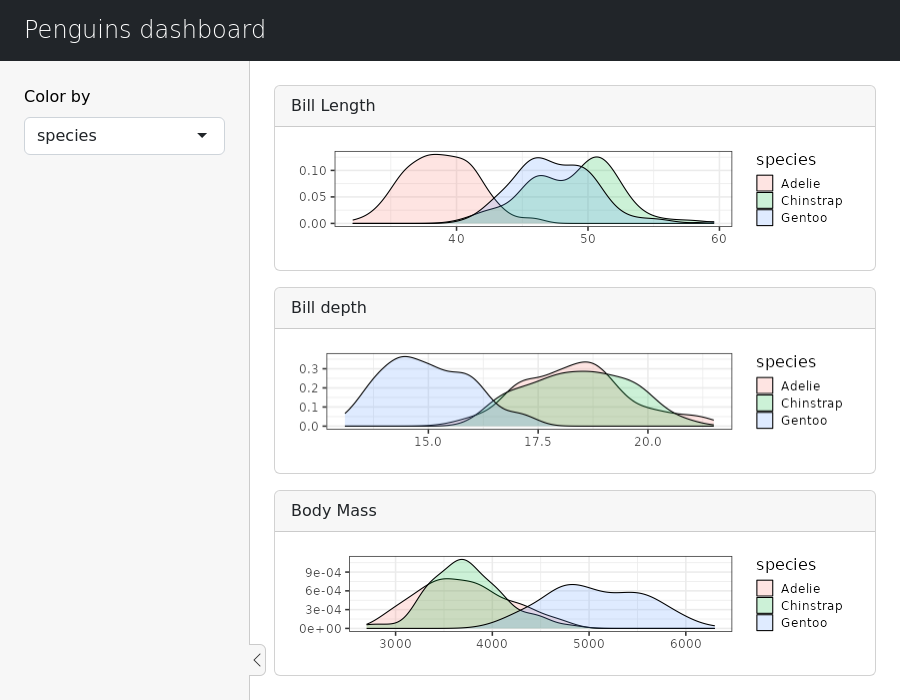 Penguins dashboard
Color by
species
Bill Length
0.10
0.05
0.00
40 50 60
species
Adelie
Chinstrap
Gentoo
Bill depth
0.3
0.2
0.1
0.0
15.0 17.5 20.0
species
Adelie
Chinstrap
Gentoo
Body Mass
9e-04
6e-04
3e-04
0e+00
3000 4000 5000 6000
species
Adelie
Chinstrap
Gentoo